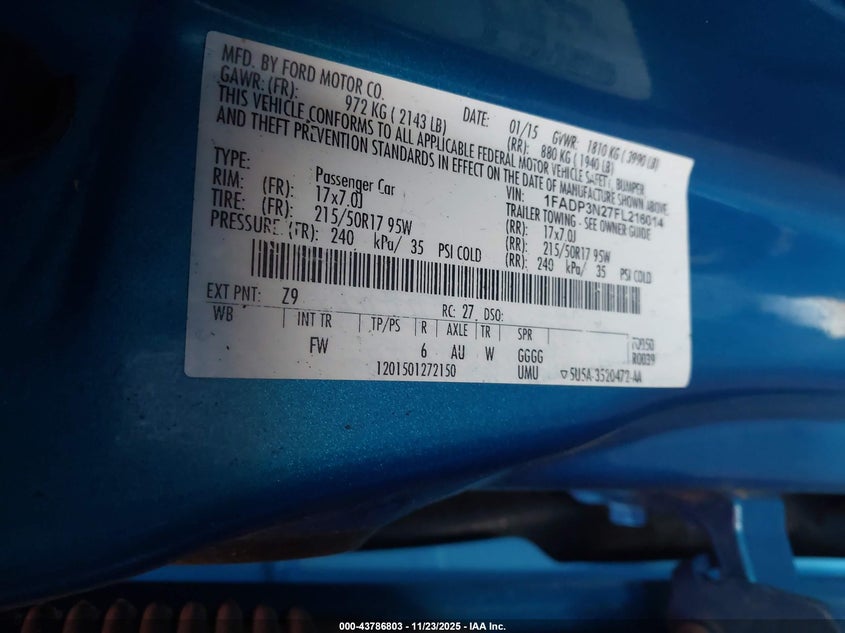 MFD. BY FORD MOTOR CO. DATE: 01/15 GVWR: 1810 KG ( 3990 LB)
GAWR: (FR): 972 KG ( 2143 LB) (RR): 880 KG ( 1940 LB)
THIS VEHICLE CONFORMS TO ALL APPLICABLE FEDERAL MOTOR VEHICLE SAFETY, BUMPER,
AND THEFT PREVENTION STANDARDS IN EFFECT ON THE DATE OF MANUFACTURE SHOWN ABOVE.
VIN: 1FADP3N27FL216014
TYPE: Passenger Car TRAILER TOWING - SEE OWNER GUIDE
RIM: (FR): 17x7.0J (RR): 17x7.0J
TIRE: (FR): 215/50R17 95W (RR): 215/50R17 95W
PRESSURE: (FR): 240 kPa/ 35 PSI COLD (RR): 240 kPa/ 35 PSI COLD
EXT PNT: Z9 RC: 27 DSO:
WB INT TR TP/PS R AXLE TR SPR
FW 6 AU W GGGG R0039
1201501272150 UMU ▽5U5A-3520472-AA
000-43786803 — 11/23/2025 — IAA Inc.